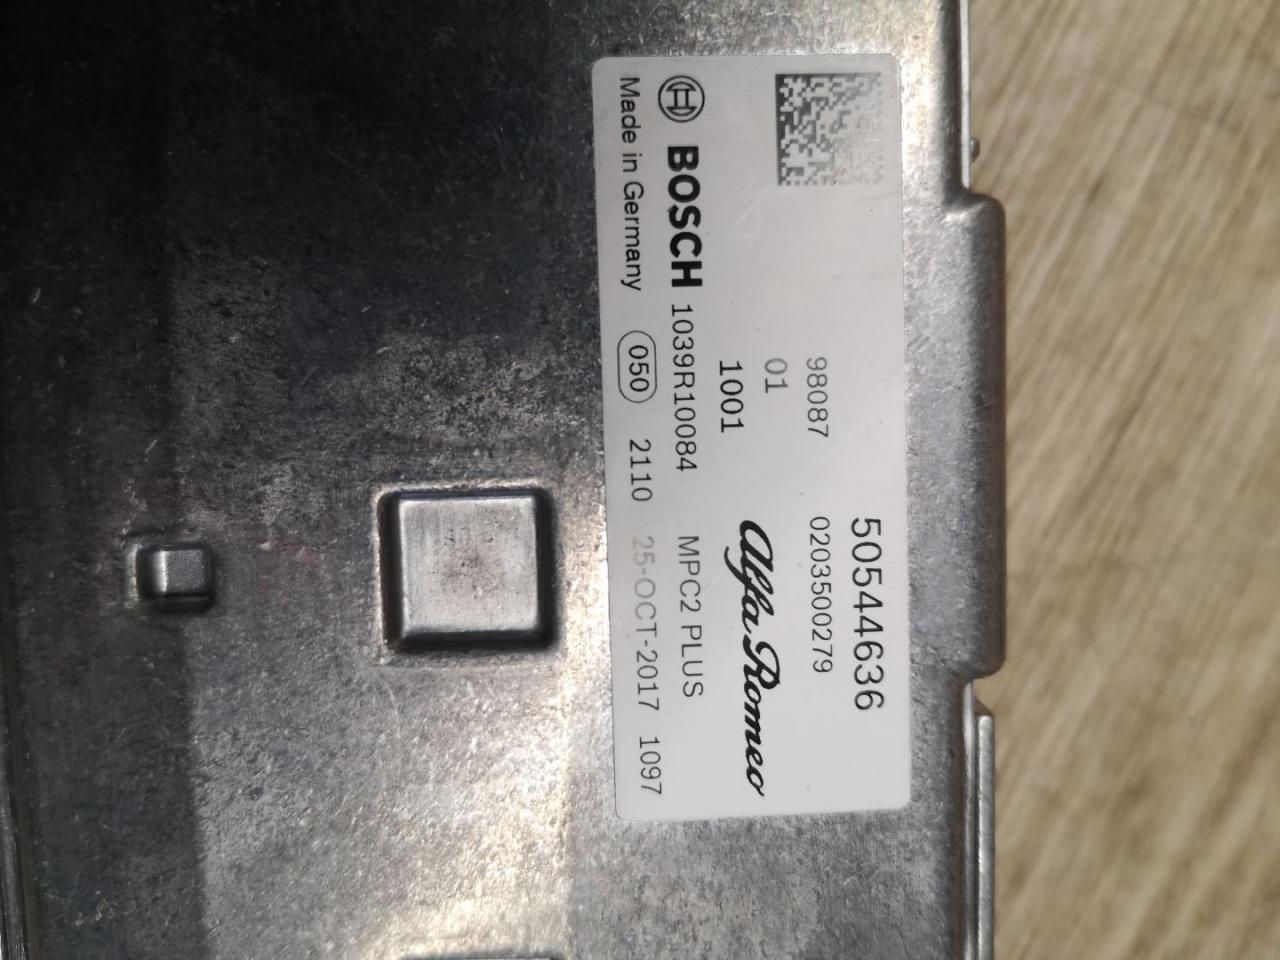 50544636
98087 0203500279
01
1001 Alfa Romeo
BOSCH 1039R10084 MPC2 PLUS
Made in Germany 050 2110 25-OCT-2017 1097